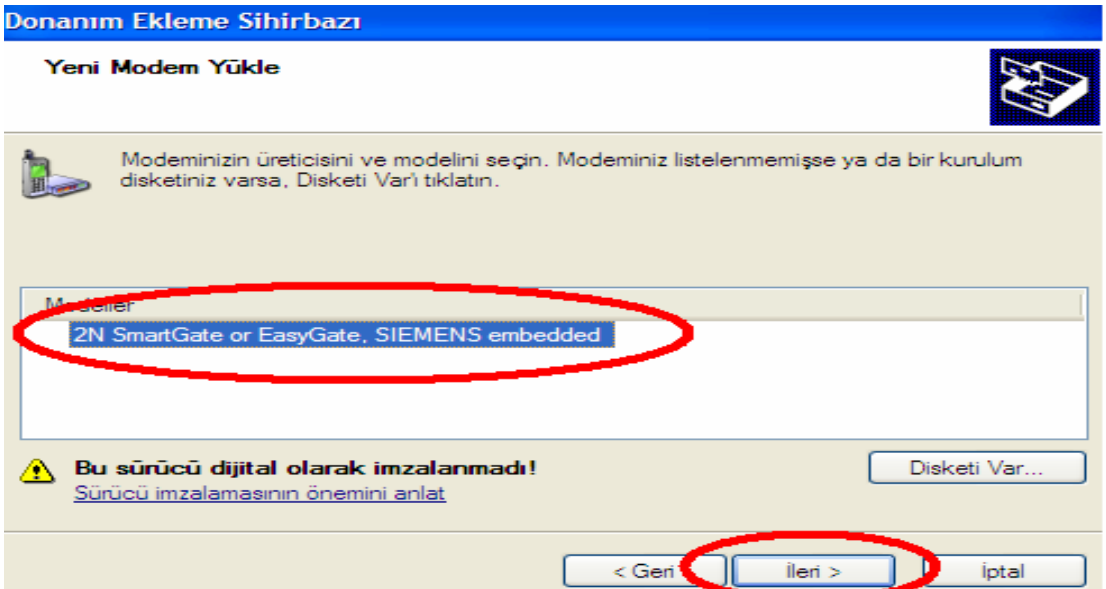 Donanım Ekleme Sihirbazı
Yeni Modem Yükle
Modeminizin üreticisini ve modelini seçin. Modeminiz listelenmemişse ya da bir kurulum
disketiniz varsa, Disketi Var'ı tıklatın.
Modeller
2N SmartGate or EasyGate, SIEMENS embedded
Bu sürücü dijital olarak imzalanmadı!
Disketi Var...
Sürücü imzalamasının önemini anlat
< Geri
İleri >
İptal